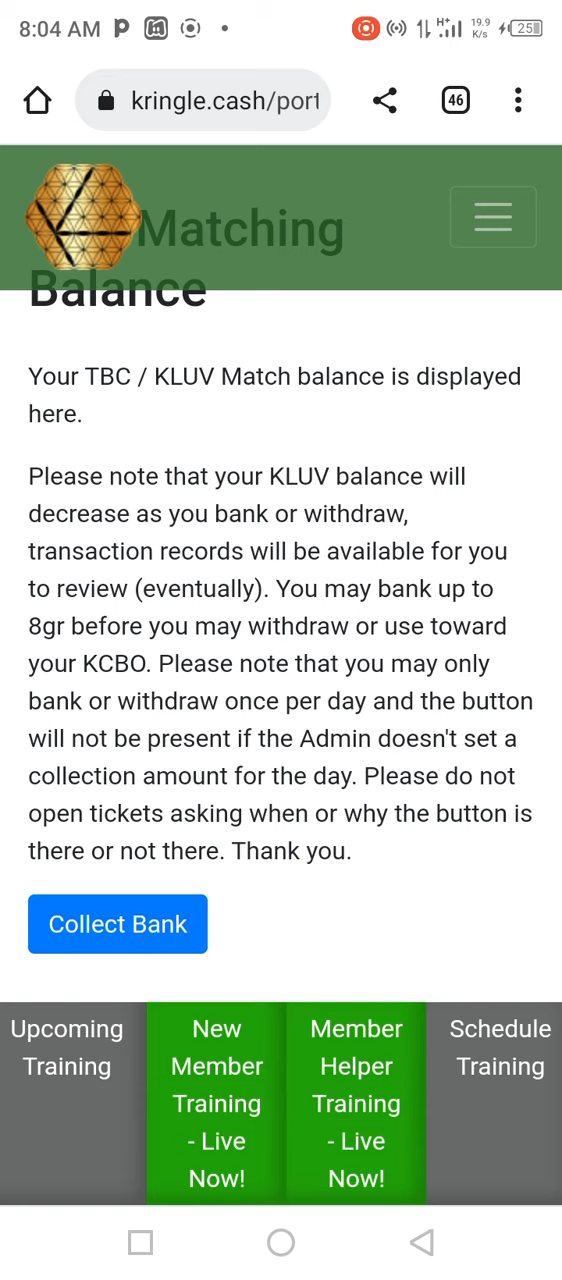 8:04 AM
H+
19.9
K/s
25
kringle.cash/port
46
Matching
Balance
Your TBC / KLUV Match balance is displayed
here.
Please note that your KLUV balance will
decrease as you bank or withdraw,
transaction records will be available for you
to review (eventually). You may bank up to
8gr before you may withdraw or use toward
your KCBO. Please note that you may only
bank or withdraw once per day and the button
will not be present if the Admin doesn't set a
collection amount for the day. Please do not
open tickets asking when or why the button is
there or not there. Thank you.
Collect Bank
Upcoming
Training
New
Member
Training
- Live
Now!
Member
Helper
Training
- Live
Now!
Schedule
Training